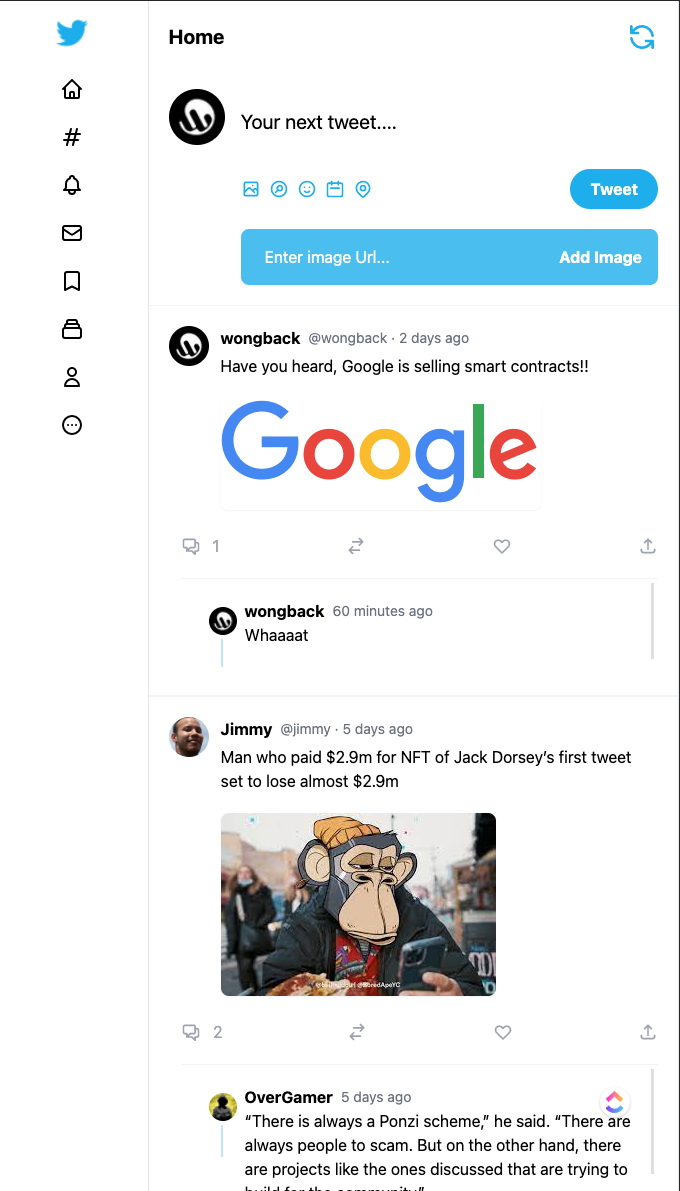 Home
Your next tweet....
Tweet
Enter image Url...
Add Image
wongback @wongback · 2 days ago
Have you heard, Google is selling smart contracts!!
Google
1
wongback 60 minutes ago
Whaaaat
Jimmy @jimmy · 5 days ago
Man who paid $2.9m for NFT of Jack Dorsey’s first tweet
set to lose almost $2.9m
@BoredApeYC
2
OverGamer 5 days ago
“There is always a Ponzi scheme,” he said. “There are
always people to scam. But on the other hand, there
are projects like the ones discussed that are trying to
build for the community”